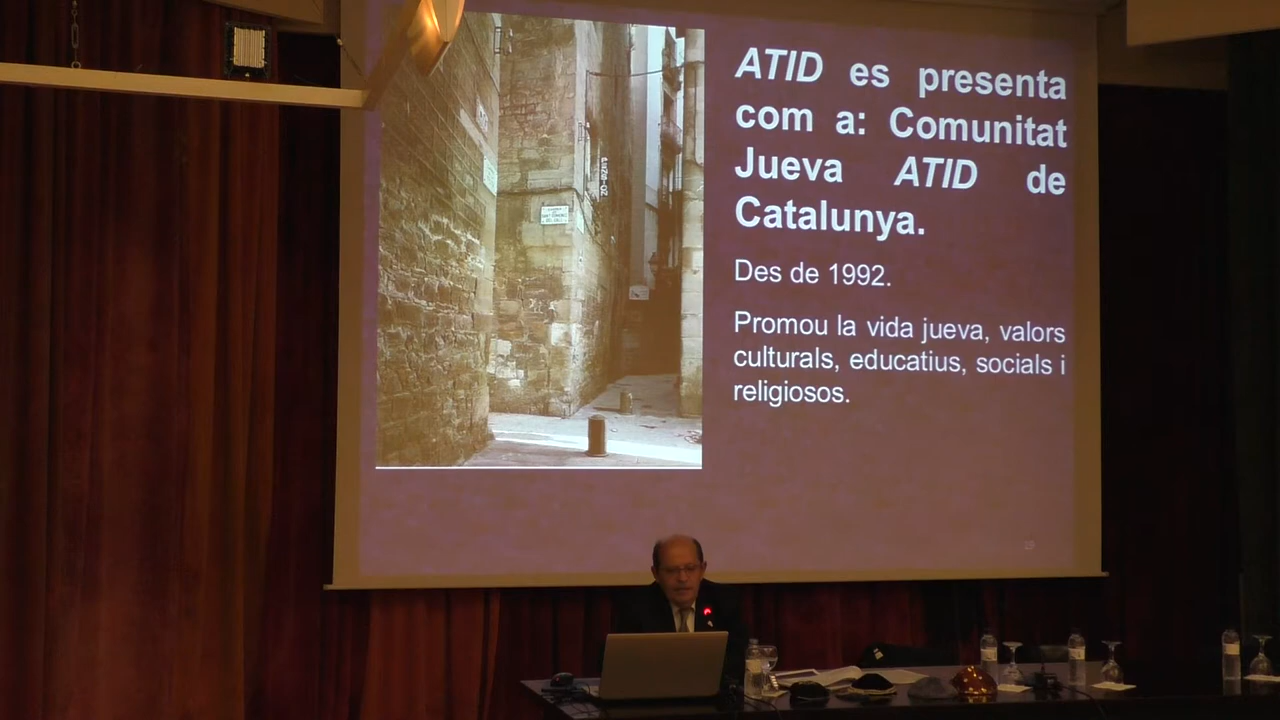 ATID es presenta
com a: Comunitat
Jueva ATID de
Catalunya.
Des de 1992.
Promou la vida jueva, valors
culturals, educatius, socials i
religiosos.